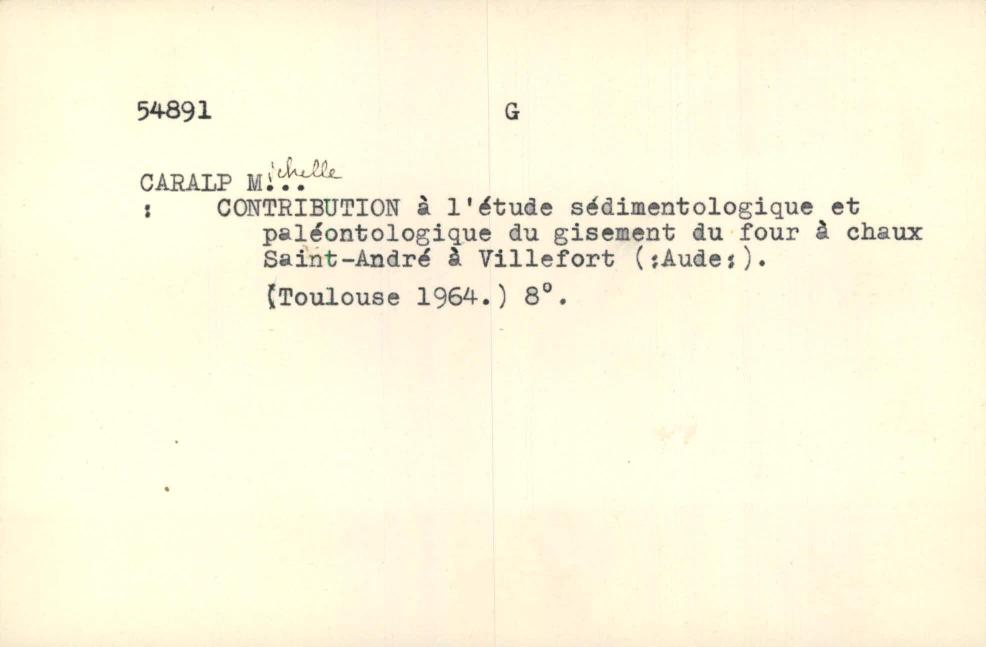 54891 G
CARALP Michelle...
: CONTRIBUTION à l'étude sédimentologique et
paléontologique du gisement du four à chaux
Saint-André à Villefort (:Aude:).
(Toulouse 1964.) 8°.